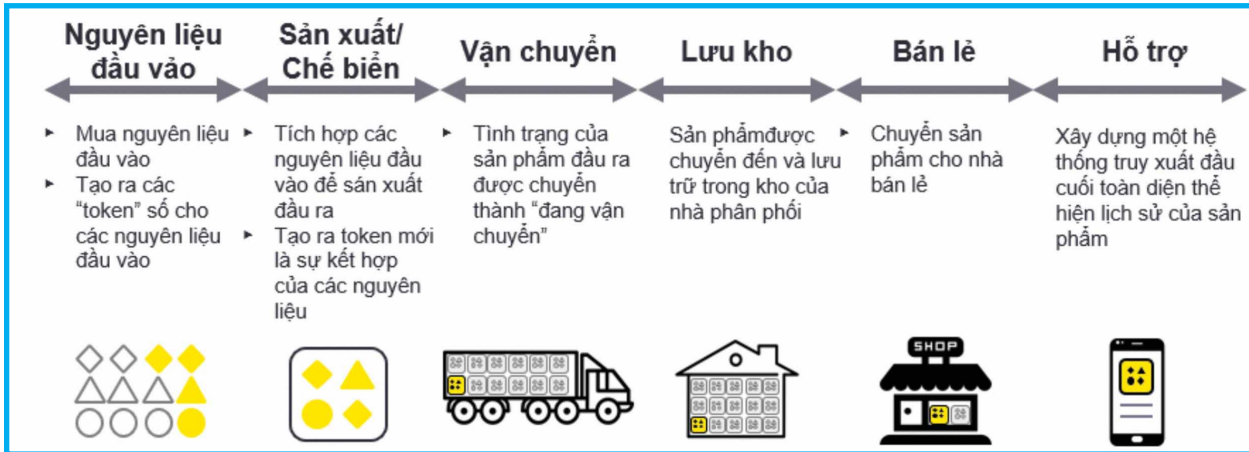 Nguyên liệu
đầu vảo
Sản xuất/
Chế biển
Vận chuyển
Lưu kho
Bán lẻ
Hỗ trợ
▸ Mua nguyên liệu
đầu vào
▸ Tạo ra các
“token” số cho
các nguyên liệu
đầu vào
▸ Tích hợp các
nguyên liệu đầu
vào để sán xuất
đầu ra
▸ Tạo ra token mới
là sự kết hợp
của các nguyên
liệu
▸ Tình trạng của
sản phẩm đầu ra
được chuyển
thành “đang vận
chuyển”
Sản phẩmđược
chuyển đến và lưu
trữ trong kho của
nhà phân phối
▸ Chuyển sản
phẩm cho nhà
bán lẻ
Xây dựng một hệ
thống truy xuất đầu
cuối toàn diện thể
hiện lịch sử của sản
phẩm
SHOP